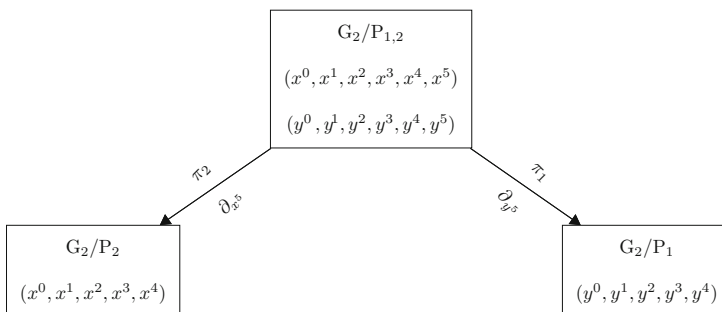 G₂/P₁,₂
(x⁰, x¹, x², x³, x⁴, x⁵)
(y⁰, y¹, y², y³, y⁴, y⁵)
π₂
∂ₓ⁵
π₁
∂_{y⁵}
G₂/P₂
(x⁰, x¹, x², x³, x⁴)
G₂/P₁
(y⁰, y¹, y², y³, y⁴)